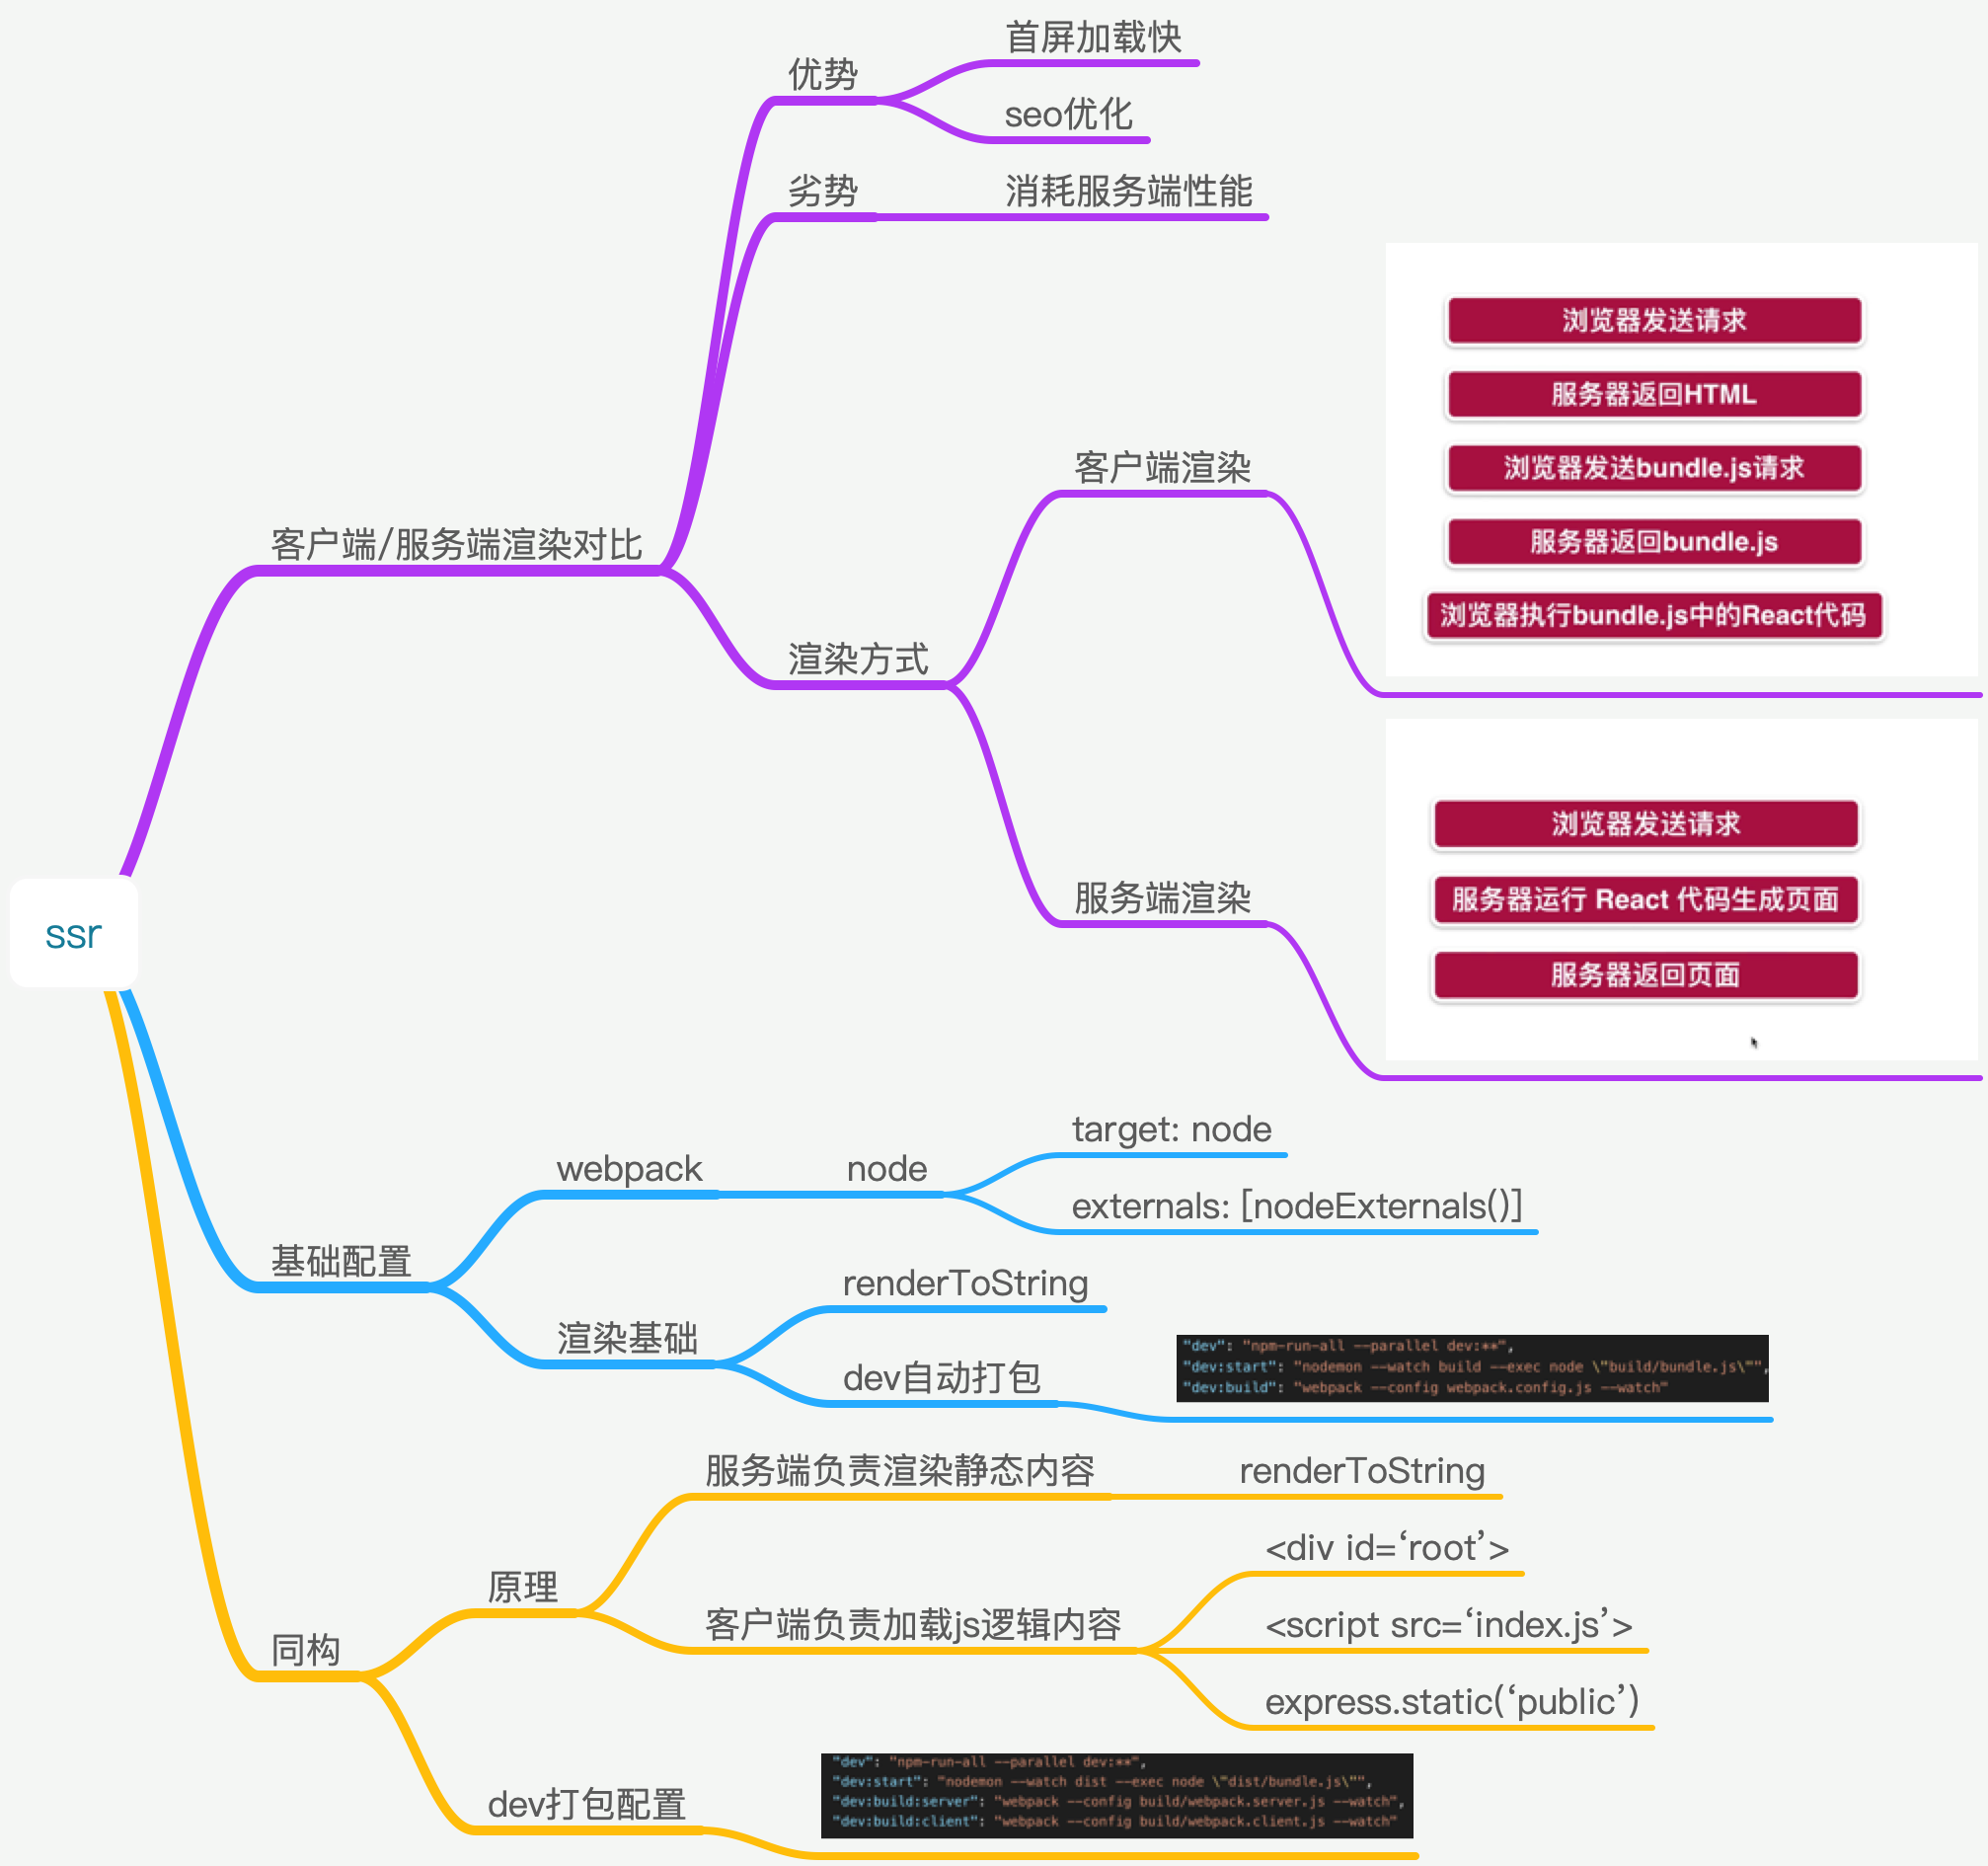 ssr
客户端/服务端渲染对比
优势
首屏加载快
seo优化
劣势
消耗服务端性能
渲染方式
客户端渲染
浏览器发送请求
服务器返回HTML
浏览器发送bundle.js请求
服务器返回bundle.js
浏览器执行bundle.js中的React代码
服务端渲染
浏览器发送请求
服务器运行 React 代码生成页面
服务器返回页面
基础配置
webpack
node
target: node
externals: [nodeExternals()]
渲染基础
renderToString
dev自动打包
"dev": "npm-run-all --parallel dev:**",
"dev:start": "nodemon --watch build --exec node \"build/bundle.js\"",
"dev:build": "webpack --config webpack.config.js --watch"
同构
原理
服务端负责渲染静态内容
renderToString
客户端负责加载js逻辑内容
<div id=‘root’>
<script src=‘index.js’>
express.static(‘public’)
dev打包配置
"dev": "npm-run-all --parallel dev:**",
"dev:start": "nodemon --watch dist --exec node \"dist/bundle.js\"",
"dev:build:server": "webpack --config build/webpack.server.js --watch",
"dev:build:client": "webpack --config build/webpack.client.js --watch"